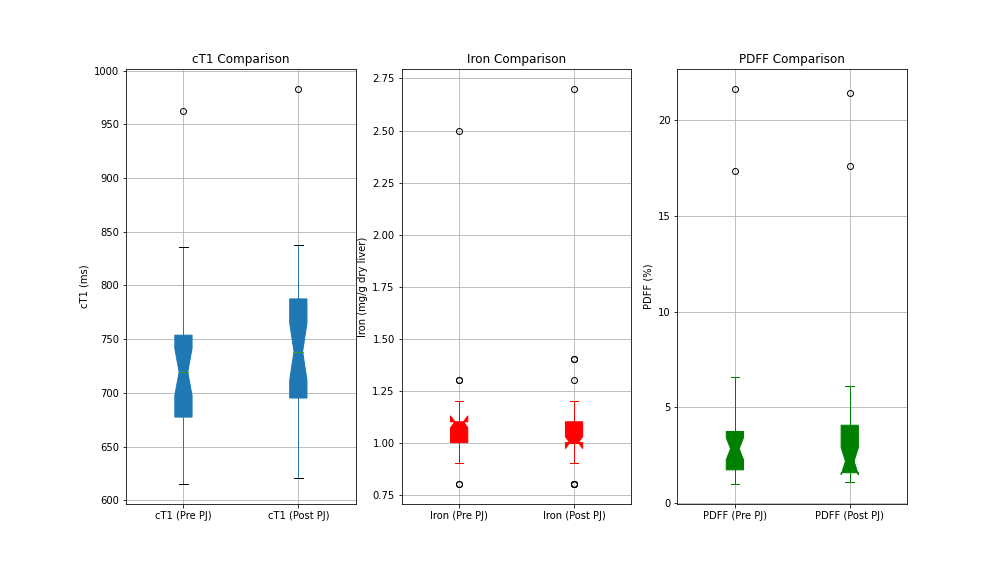 cT1 Comparison
cT1 (ms)
1000
950
900
850
800
750
700
650
600
cT1 (Pre PJ)
cT1 (Post PJ)
Iron Comparison
Iron (mg/g dry liver)
2.75
2.50
2.25
2.00
1.75
1.50
1.25
1.00
0.75
Iron (Pre PJ)
Iron (Post PJ)
PDFF Comparison
PDFF (%)
20
15
10
5
0
PDFF (Pre PJ)
PDFF (Post PJ)